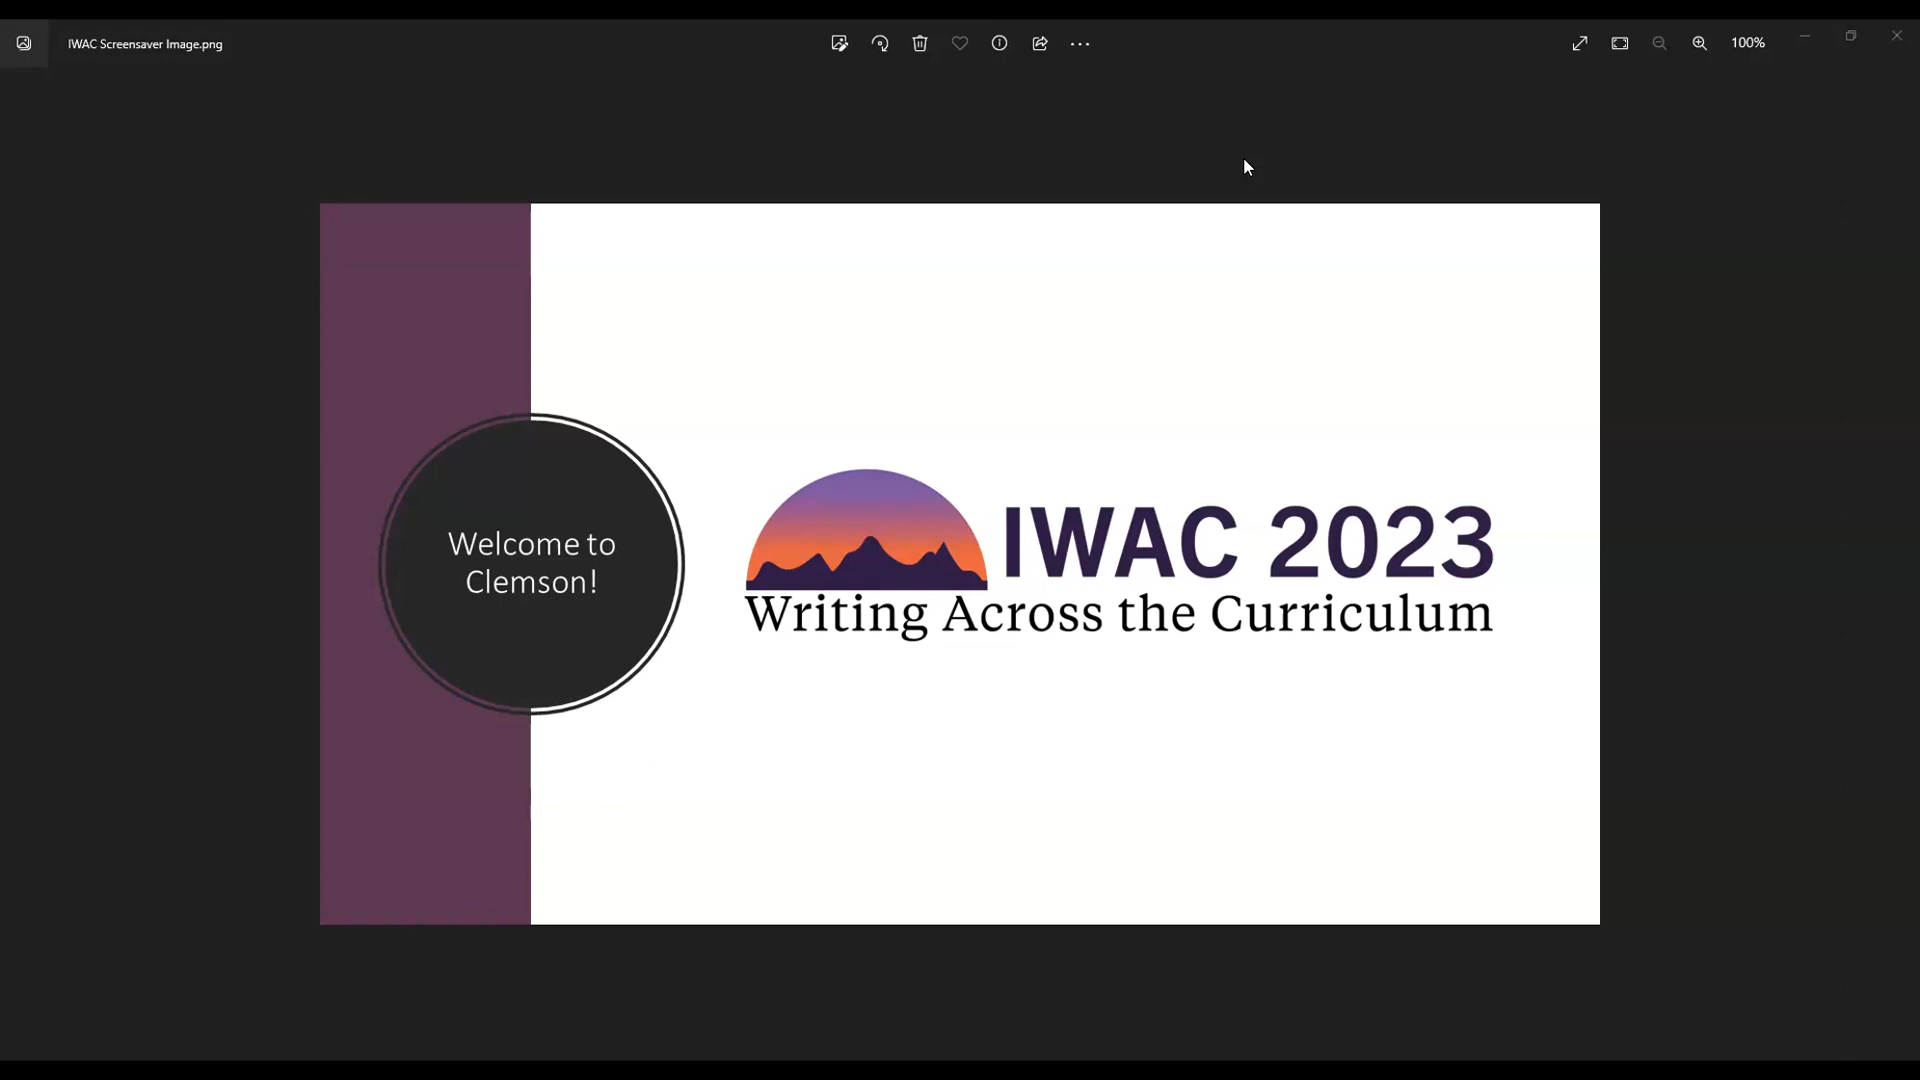 IWAC Screensaver Image.png
100%
Welcome to
Clemson!
IWAC 2023
Writing Across the Curriculum